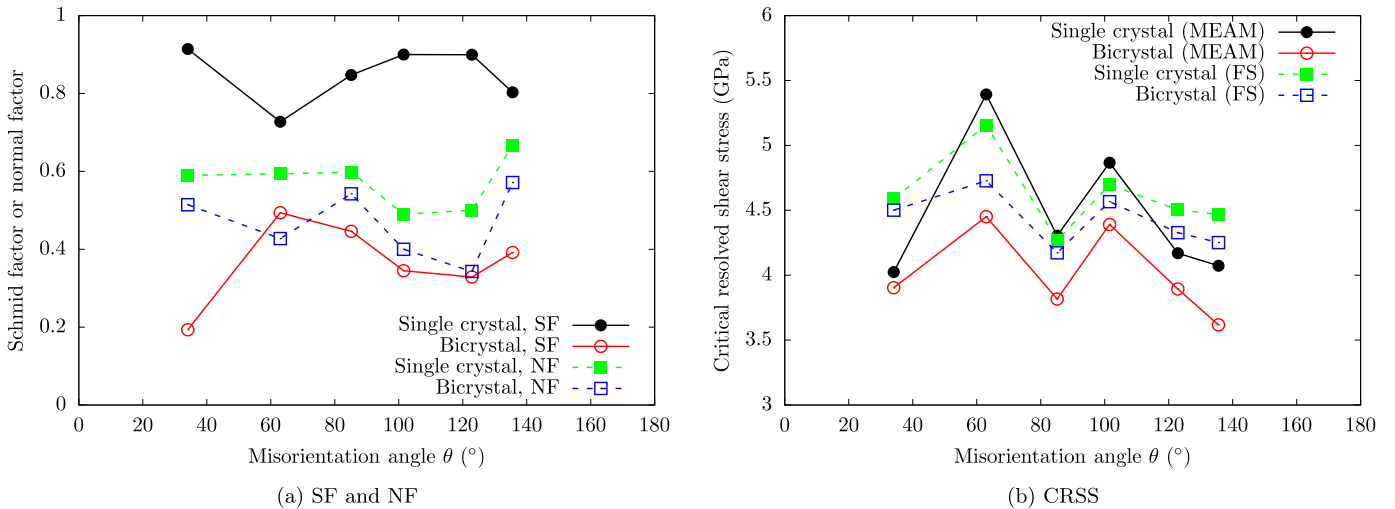 Schmid factor or normal factor
1
0.8
0.6
0.4
0.2
0
0 20 40 60 80 100 120 140 160 180
Misorientation angle θ (°)
Single crystal, SF
Bicrystal, SF
Single crystal, NF
Bicrystal, NF
(a) SF and NF
Critical resolved shear stress (GPa)
6
5.5
5
4.5
4
3.5
3
0 20 40 60 80 100 120 140 160 180
Misorientation angle θ (°)
Single crystal (MEAM)
Bicrystal (MEAM)
Single crystal (FS)
Bicrystal (FS)
(b) CRSS